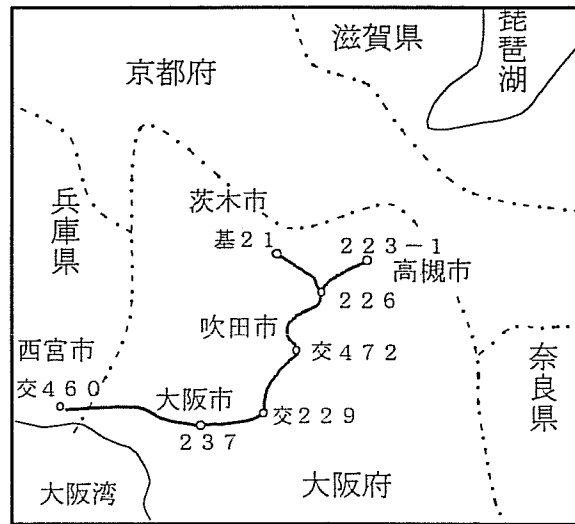 滋賀県
琵琶湖
京都府
兵庫県
茨木市
基21
223-1
高槻市
226
吹田市
交472
西宮市
交460
大阪市
交229
237
奈良県
大阪湾
大阪府